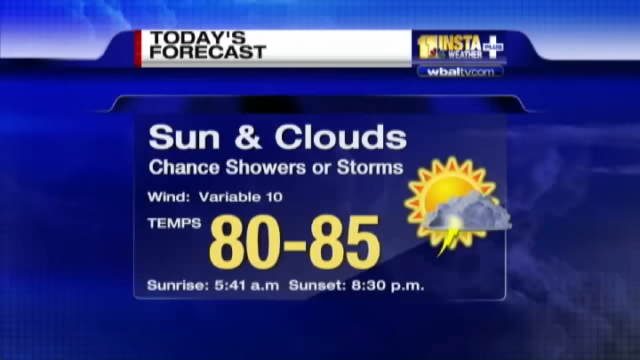 TODAY'S
FORECAST
11 INSTA
WEATHER PLUS
wbaltv.com
Sun & Clouds
Chance Showers or Storms
Wind: Variable 10
TEMPS
80-85
Sunrise: 5:41 a.m Sunset: 8:30 p.m.